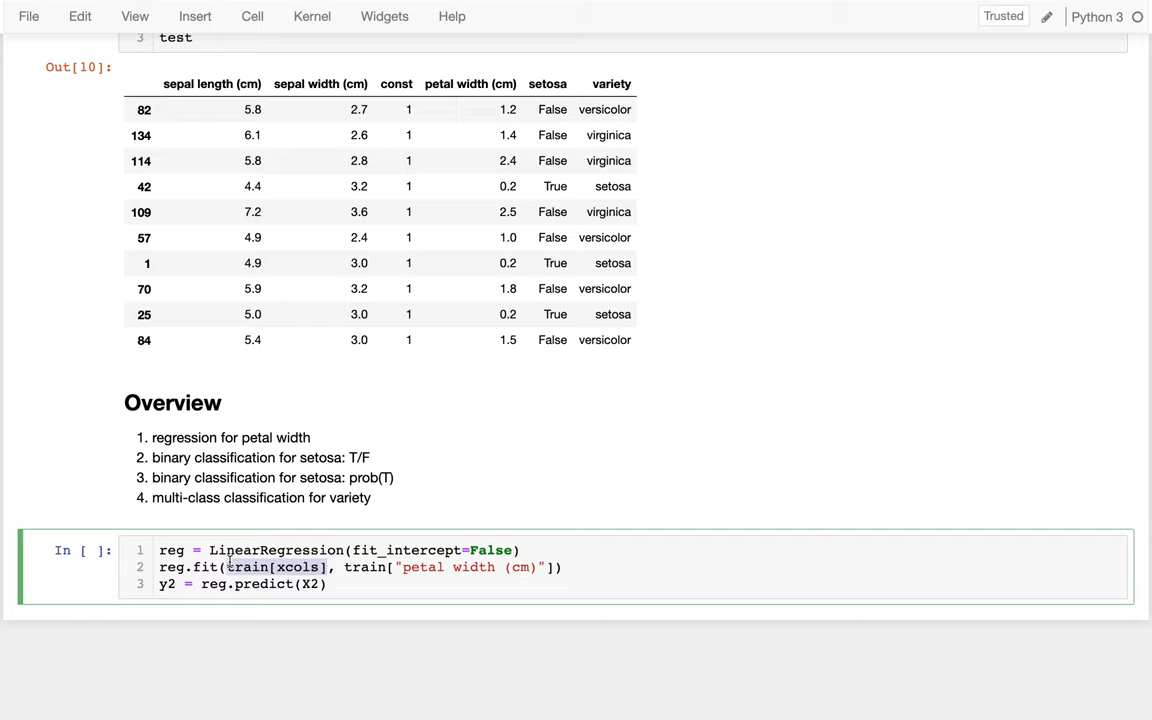 File Edit View Insert Cell Kernel Widgets Help Trusted Python 3
3 test
Out[10]:
sepal length (cm) sepal width (cm) const petal width (cm) setosa variety
82 5.8 2.7 1 1.2 False versicolor
134 6.1 2.6 1 1.4 False virginica
114 5.8 2.8 1 2.4 False virginica
42 4.4 3.2 1 0.2 True setosa
109 7.2 3.6 1 2.5 False virginica
57 4.9 2.4 1 1.0 False versicolor
1 4.9 3.0 1 0.2 True setosa
70 5.9 3.2 1 1.8 False versicolor
25 5.0 3.0 1 0.2 True setosa
84 5.4 3.0 1 1.5 False versicolor
Overview
1. regression for petal width
2. binary classification for setosa: T/F
3. binary classification for setosa: prob(T)
4. multi-class classification for variety
In [ ]: 1 reg = LinearRegression(fit_intercept=False)
2 reg.fit(train[xcols], train["petal width (cm)"])
3 y2 = reg.predict(X2)